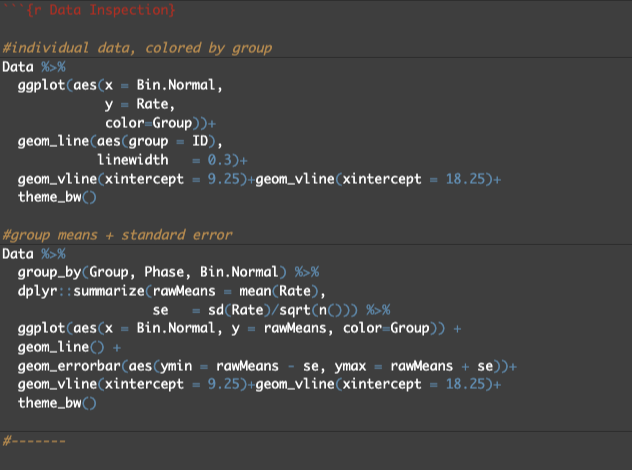 ```{r Data Inspection}
#individual data, colored by group
Data %>%
  ggplot(aes(x = Bin.Normal,
             y = Rate,
             color=Group))+
  geom_line(aes(group = ID),
            linewidth   = 0.3)+
  geom_vline(xintercept = 9.25)+geom_vline(xintercept = 18.25)+
  theme_bw()
#group means + standard error
Data %>%
  group_by(Group, Phase, Bin.Normal) %>%
  dplyr::summarize(rawMeans = mean(Rate),
                   se   = sd(Rate)/sqrt(n())) %>%
  ggplot(aes(x = Bin.Normal, y = rawMeans, color=Group)) +
  geom_line() +
  geom_errorbar(aes(ymin = rawMeans - se, ymax = rawMeans + se))+
  geom_vline(xintercept = 9.25)+geom_vline(xintercept = 18.25)+
  theme_bw()
#-------